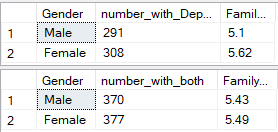 Gender number_with_Dep... Famil...
1 Male 291 5.1
2 Female 308 5.62
Gender number_with_both Family...
1 Male 370 5.43
2 Female 377 5.49